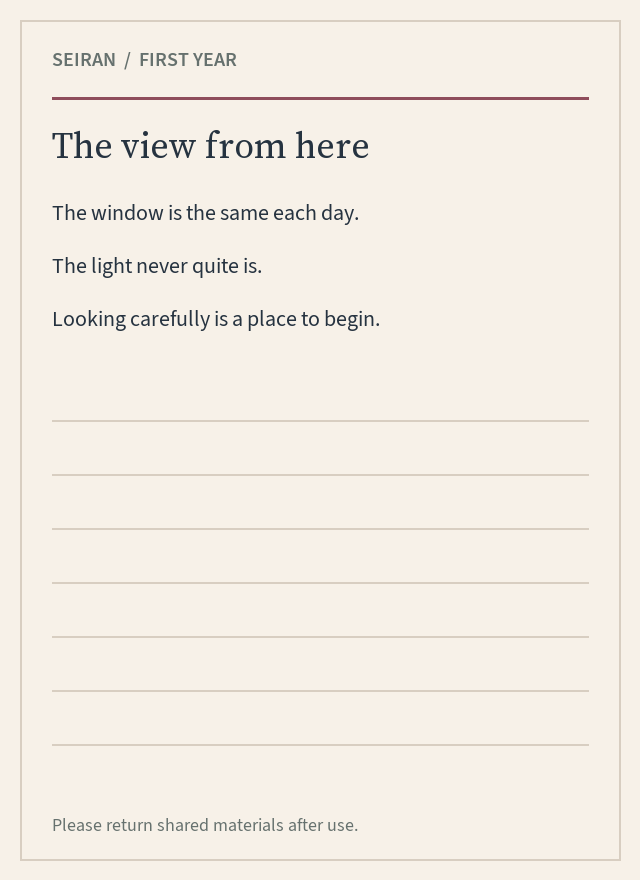 SEIRAN / FIRST YEAR
The view from here
The window is the same each day.
The light never quite is.
Looking carefully is a place to begin.
Please return shared materials after use.